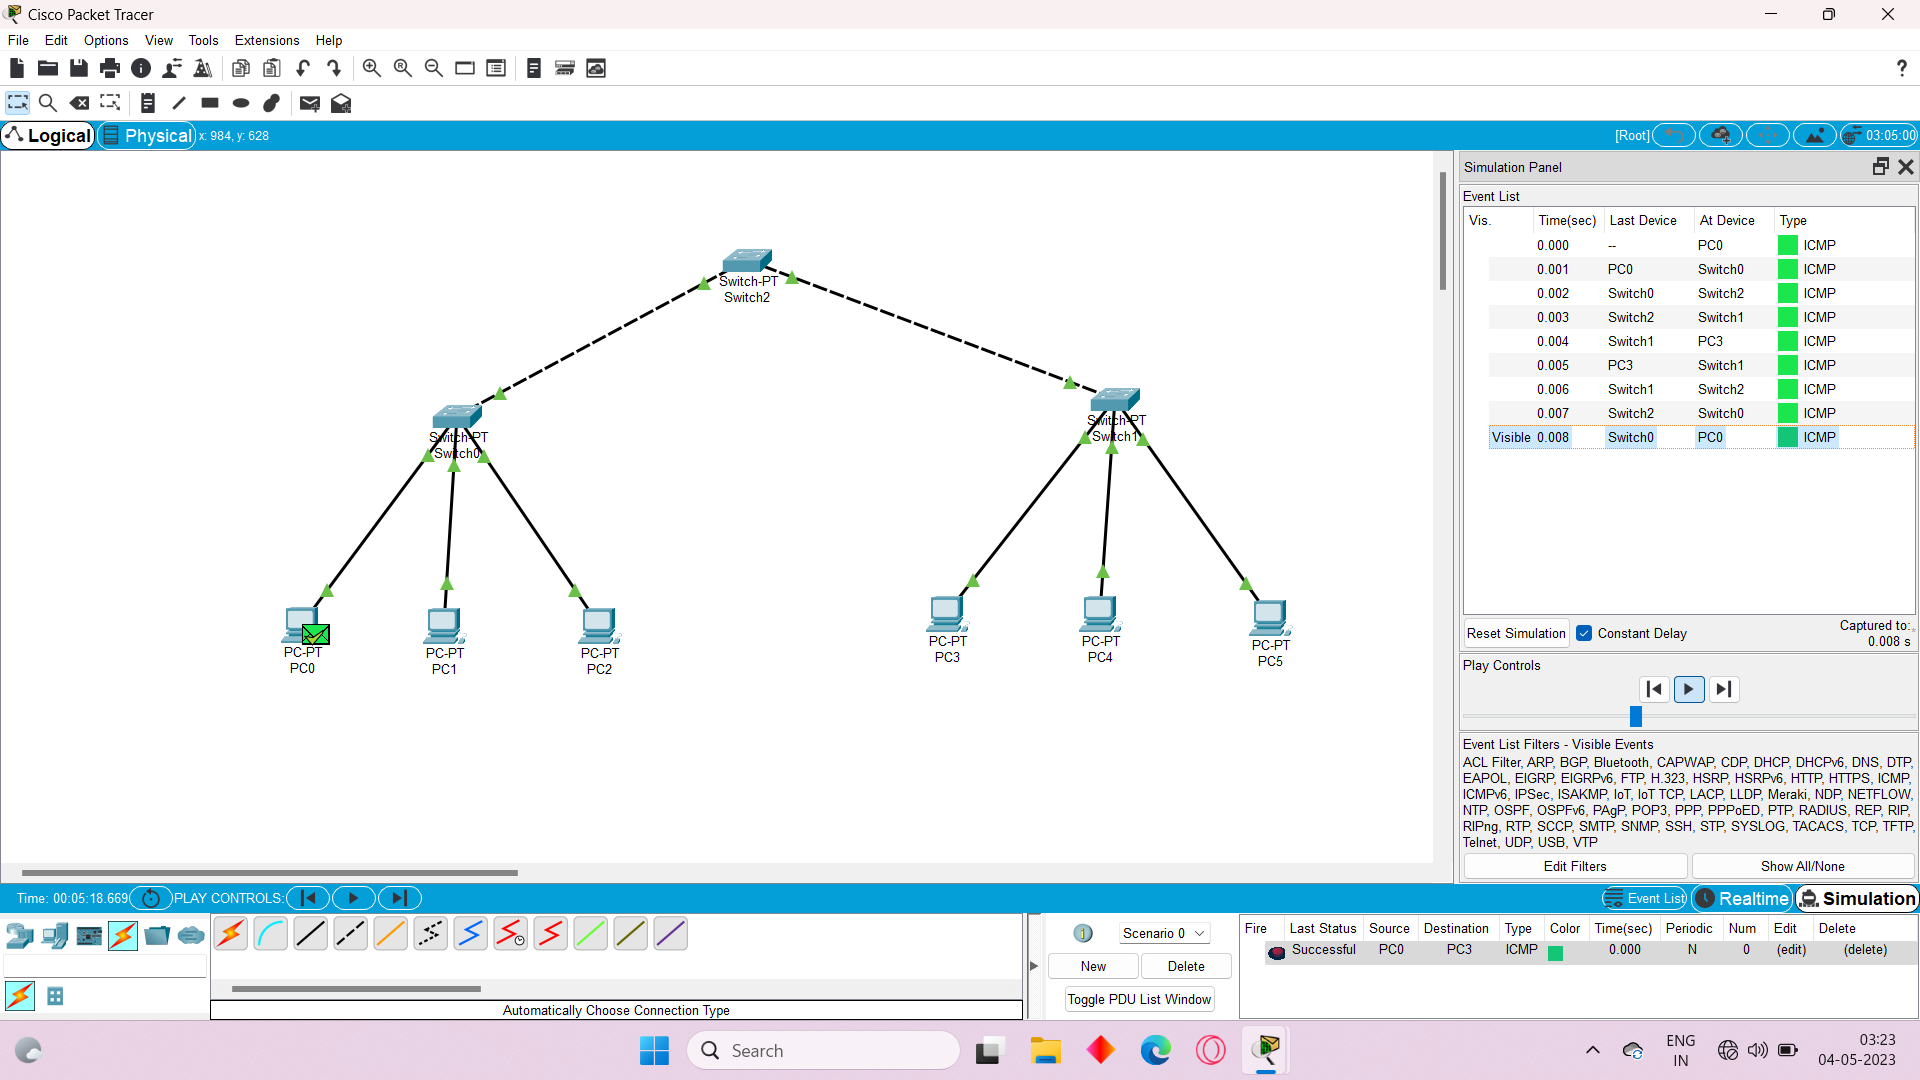 Cisco Packet Tracer
File Edit Options View Tools Extensions Help
?
Logical Physical x: 984, y: 628 [Root] 03:05:00
Switch-PT
Switch2
Switch-PT
Switch0
Switch-PT
Switch1
PC-PT
PC0
PC-PT
PC1
PC-PT
PC2
PC-PT
PC3
PC-PT
PC4
PC-PT
PC5
Simulation Panel
Event List
Vis. Time(sec) Last Device At Device Type
0.000 -- PC0 ICMP
0.001 PC0 Switch0 ICMP
0.002 Switch0 Switch2 ICMP
0.003 Switch2 Switch1 ICMP
0.004 Switch1 PC3 ICMP
0.005 PC3 Switch1 ICMP
0.006 Switch1 Switch2 ICMP
0.007 Switch2 Switch0 ICMP
Visible 0.008 Switch0 PC0 ICMP
Reset Simulation Constant Delay Captured to:
0.008 s
Play Controls
Event List Filters - Visible Events
ACL Filter, ARP, BGP, Bluetooth, CAPWAP, CDP, DHCP, DHCPv6, DNS, DTP,
EAPOL, EIGRP, EIGRPv6, FTP, H.323, HSRP, HSRPv6, HTTP, HTTPS, ICMP,
ICMPv6, IPSec, ISAKMP, IoT, IoT TCP, LACP, LLDP, Meraki, NDP, NETFLOW,
NTP, OSPF, OSPFv6, PAgP, POP3, PPP, PPPoED, PTP, RADIUS, REP, RIP,
RIPng, RTP, SCCP, SMTP, SNMP, SSH, STP, SYSLOG, TACACS, TCP, TFTP,
Telnet, UDP, USB, VTP
Edit Filters Show All/None
Time: 00:05:18.669 PLAY CONTROLS: Event List Realtime Simulation
Automatically Choose Connection Type
1 Scenario 0
New Delete
Toggle PDU List Window
Fire Last Status Source Destination Type Color Time(sec) Periodic Num Edit Delete
Successful PC0 PC3 ICMP 0.000 N 0 (edit) (delete)
Search
ENG
IN
03:23
04-05-2023